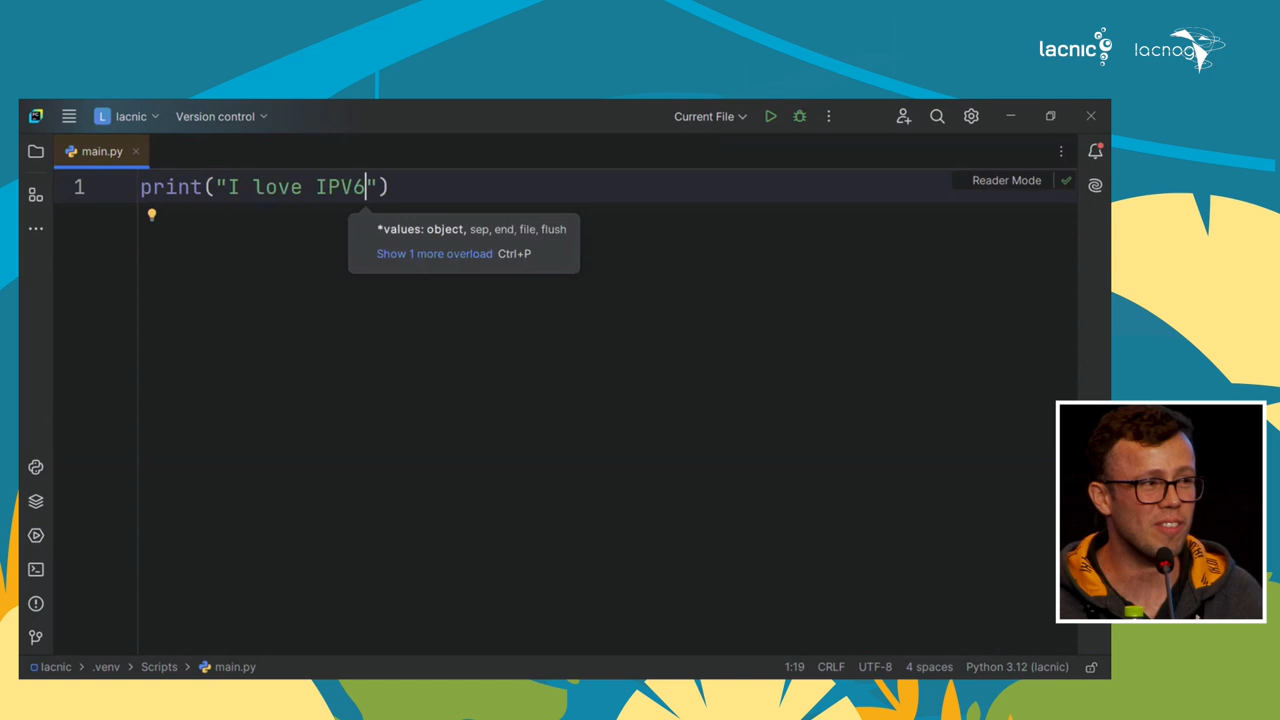 lacnic lacnog
PC
L lacnic Version control Current File
main.py
1 print("I love IPV6")
Reader Mode
*values: object, sep, end, file, flush
Show 1 more overload Ctrl+P
lacnic > .venv > Scripts > main.py 1:19 CRLF UTF-8 4 spaces Python 3.12 (lacnic)